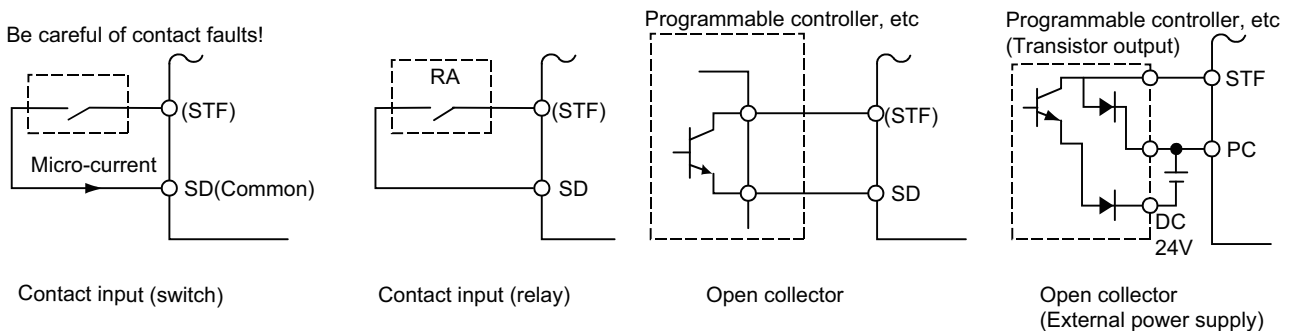 Be careful of contact faults!
(STF)
Micro-current
SD(Common)
Contact input (switch)
RA
(STF)
SD
Contact input (relay)
Programmable controller, etc
(STF)
SD
Open collector
Programmable controller, etc
(Transistor output)
STF
PC
DC
24V
Open collector
(External power supply)